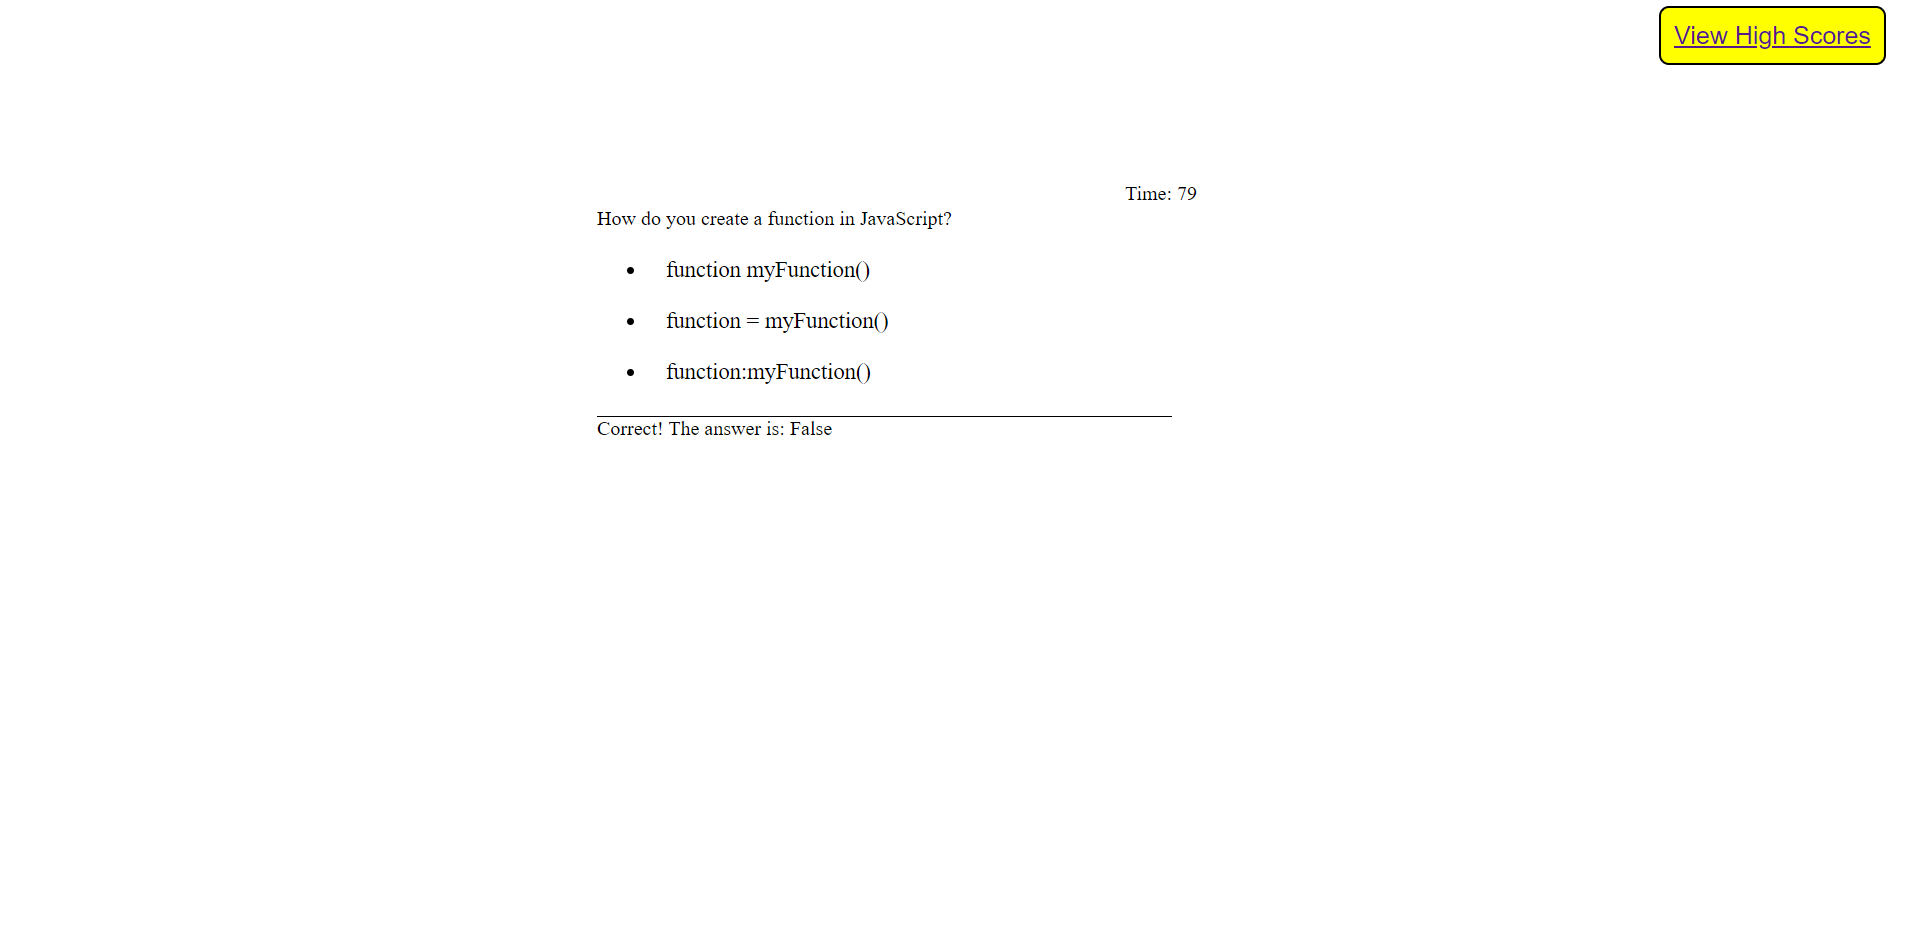 View High Scores
Time: 79
How do you create a function in JavaScript?
function myFunction()
function = myFunction()
function:myFunction()
Correct! The answer is: False